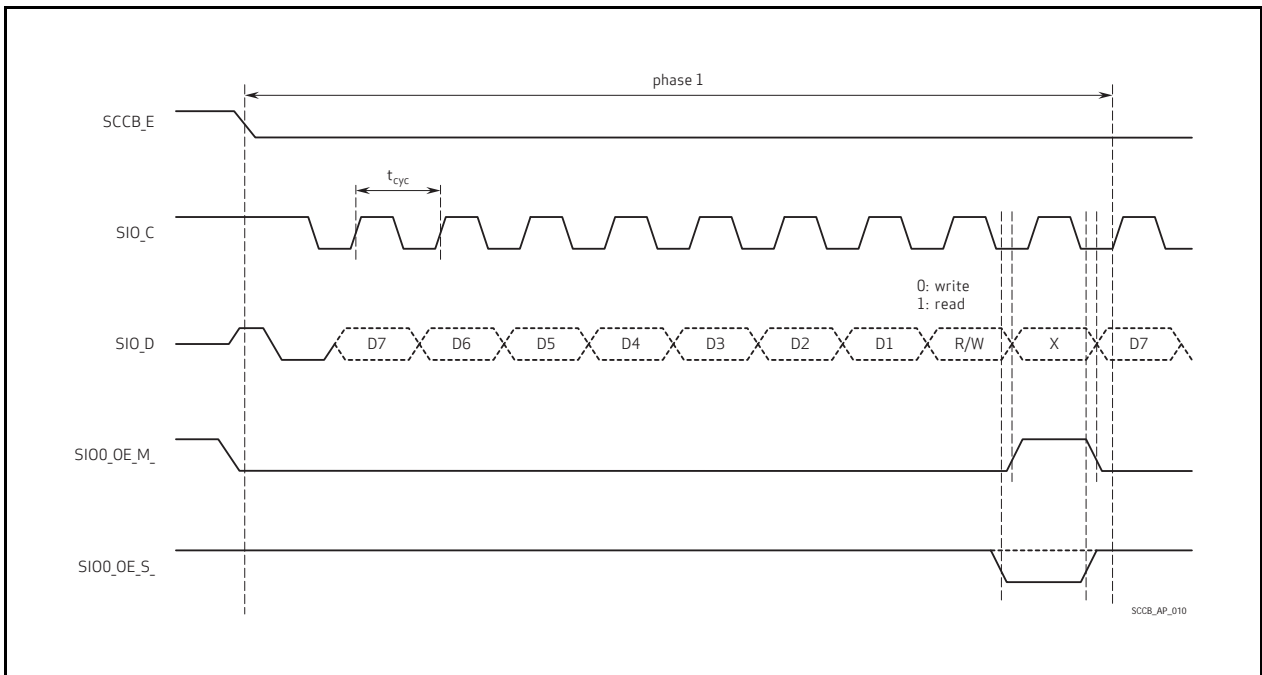 phase 1
SCCB_E
t_cyc
SIO_C
0: write
1: read
SIO_D D7 D6 D5 D4 D3 D2 D1 R/W X D7
SIO0_OE_M_
SIO0_OE_S_
SCCB_AP_010